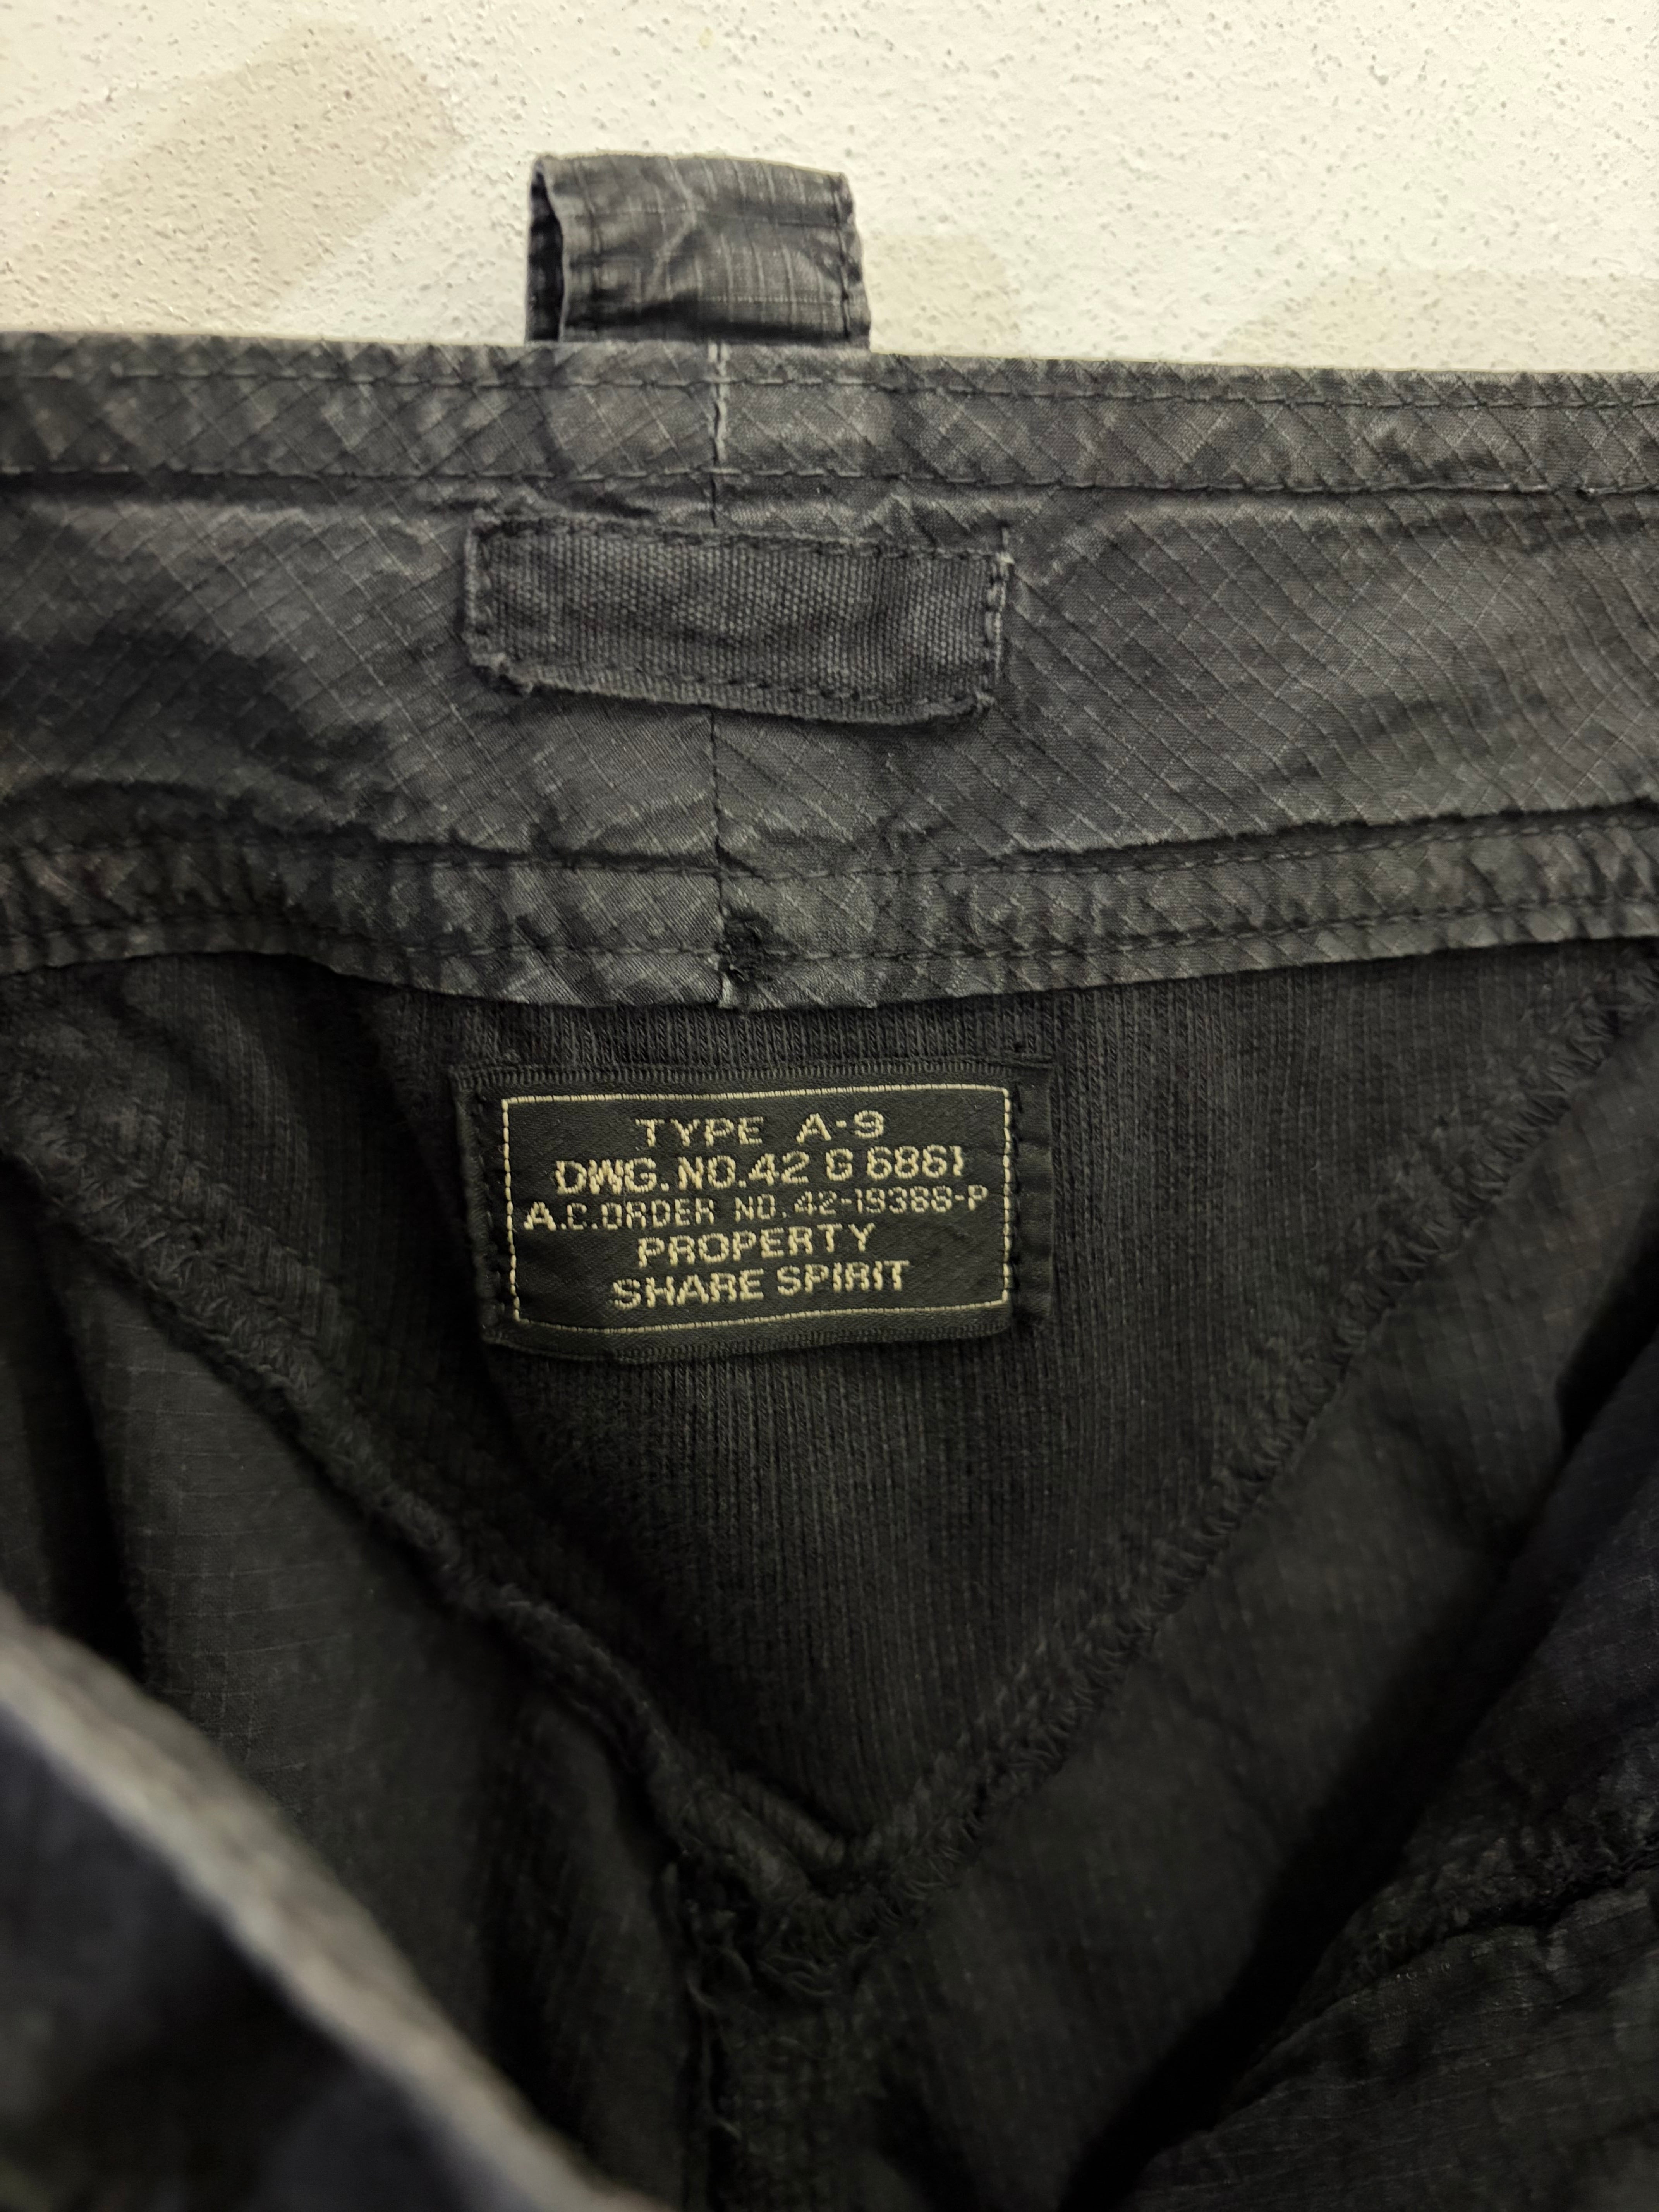 TYPE A-9
DWG. NO. 42 G 6861
A.C. ORDER NO. 42-19388-P
PROPERTY
SHARE SPIRIT